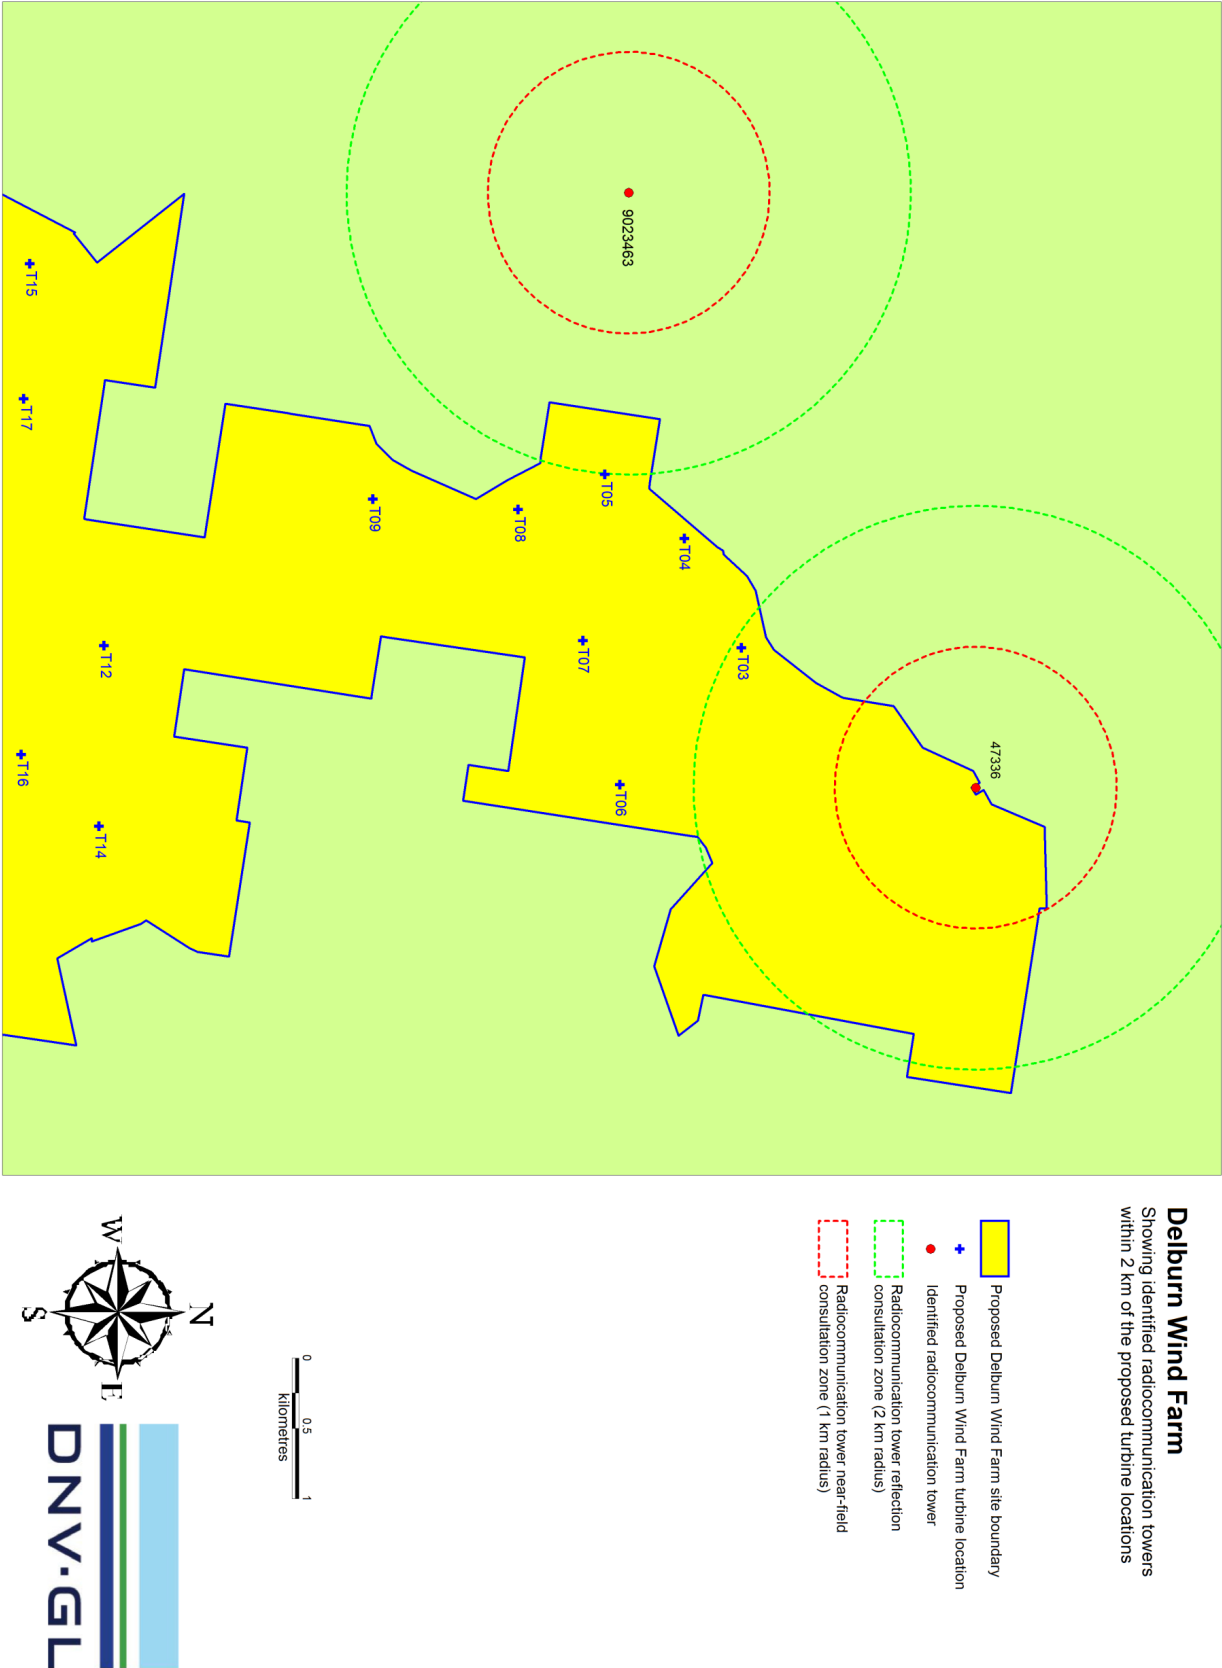 Delburn Wind Farm
Showing identified radiocommunication towers
within 2 km of the proposed turbine locations
Proposed Delburn Wind Farm site boundary
Proposed Delburn Wind Farm turbine location
Identified radiocommunication tower
Radiocommunication tower reflection
consultation zone (2 km radius)
Radiocommunication tower near-field
consultation zone (1 km radius)
47336
T03
T04
9023463
T06
T05
T07
T08
T09
T12
T14
T15
T17
T16
0 0.5 1
kilometres
N
W E
S
DNV·GL